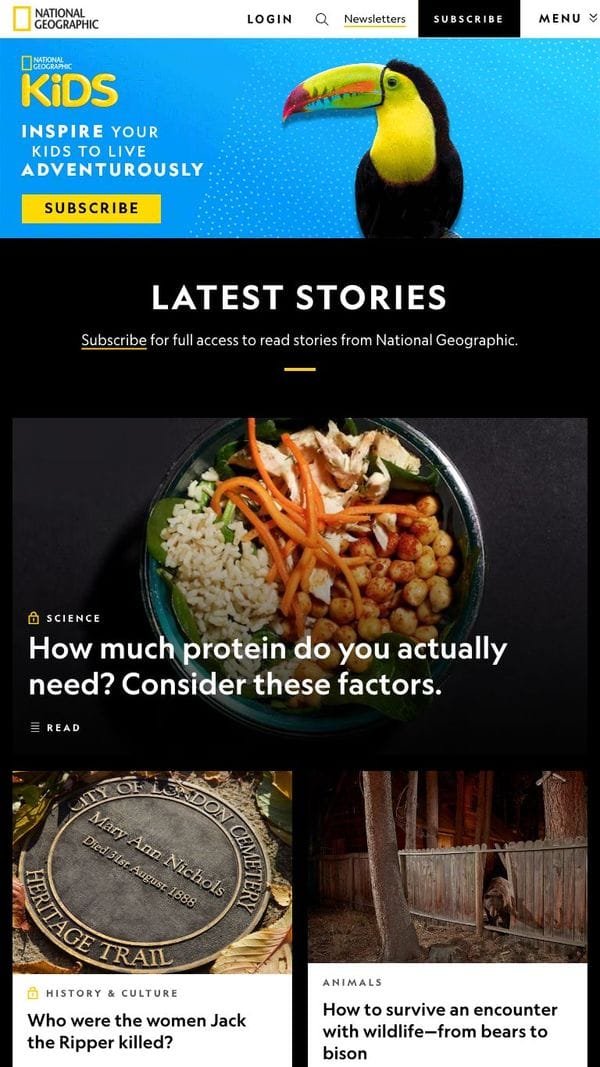 NATIONAL
GEOGRAPHIC
LOGIN
Newsletters
SUBSCRIBE
MENU
NATIONAL
GEOGRAPHIC
KiDS
INSPIRE YOUR
KIDS TO LIVE
ADVENTUROUSLY
SUBSCRIBE
LATEST STORIES
Subscribe for full access to read stories from National Geographic.
SCIENCE
How much protein do you actually
need? Consider these factors.
READ
CITY OF LONDON CEMETERY
Mary Ann Nichols
Died 31st August 1888
HERITAGE TRAIL
HISTORY & CULTURE
Who were the women Jack
the Ripper killed?
ANIMALS
How to survive an encounter
with wildlife—from bears to
bison